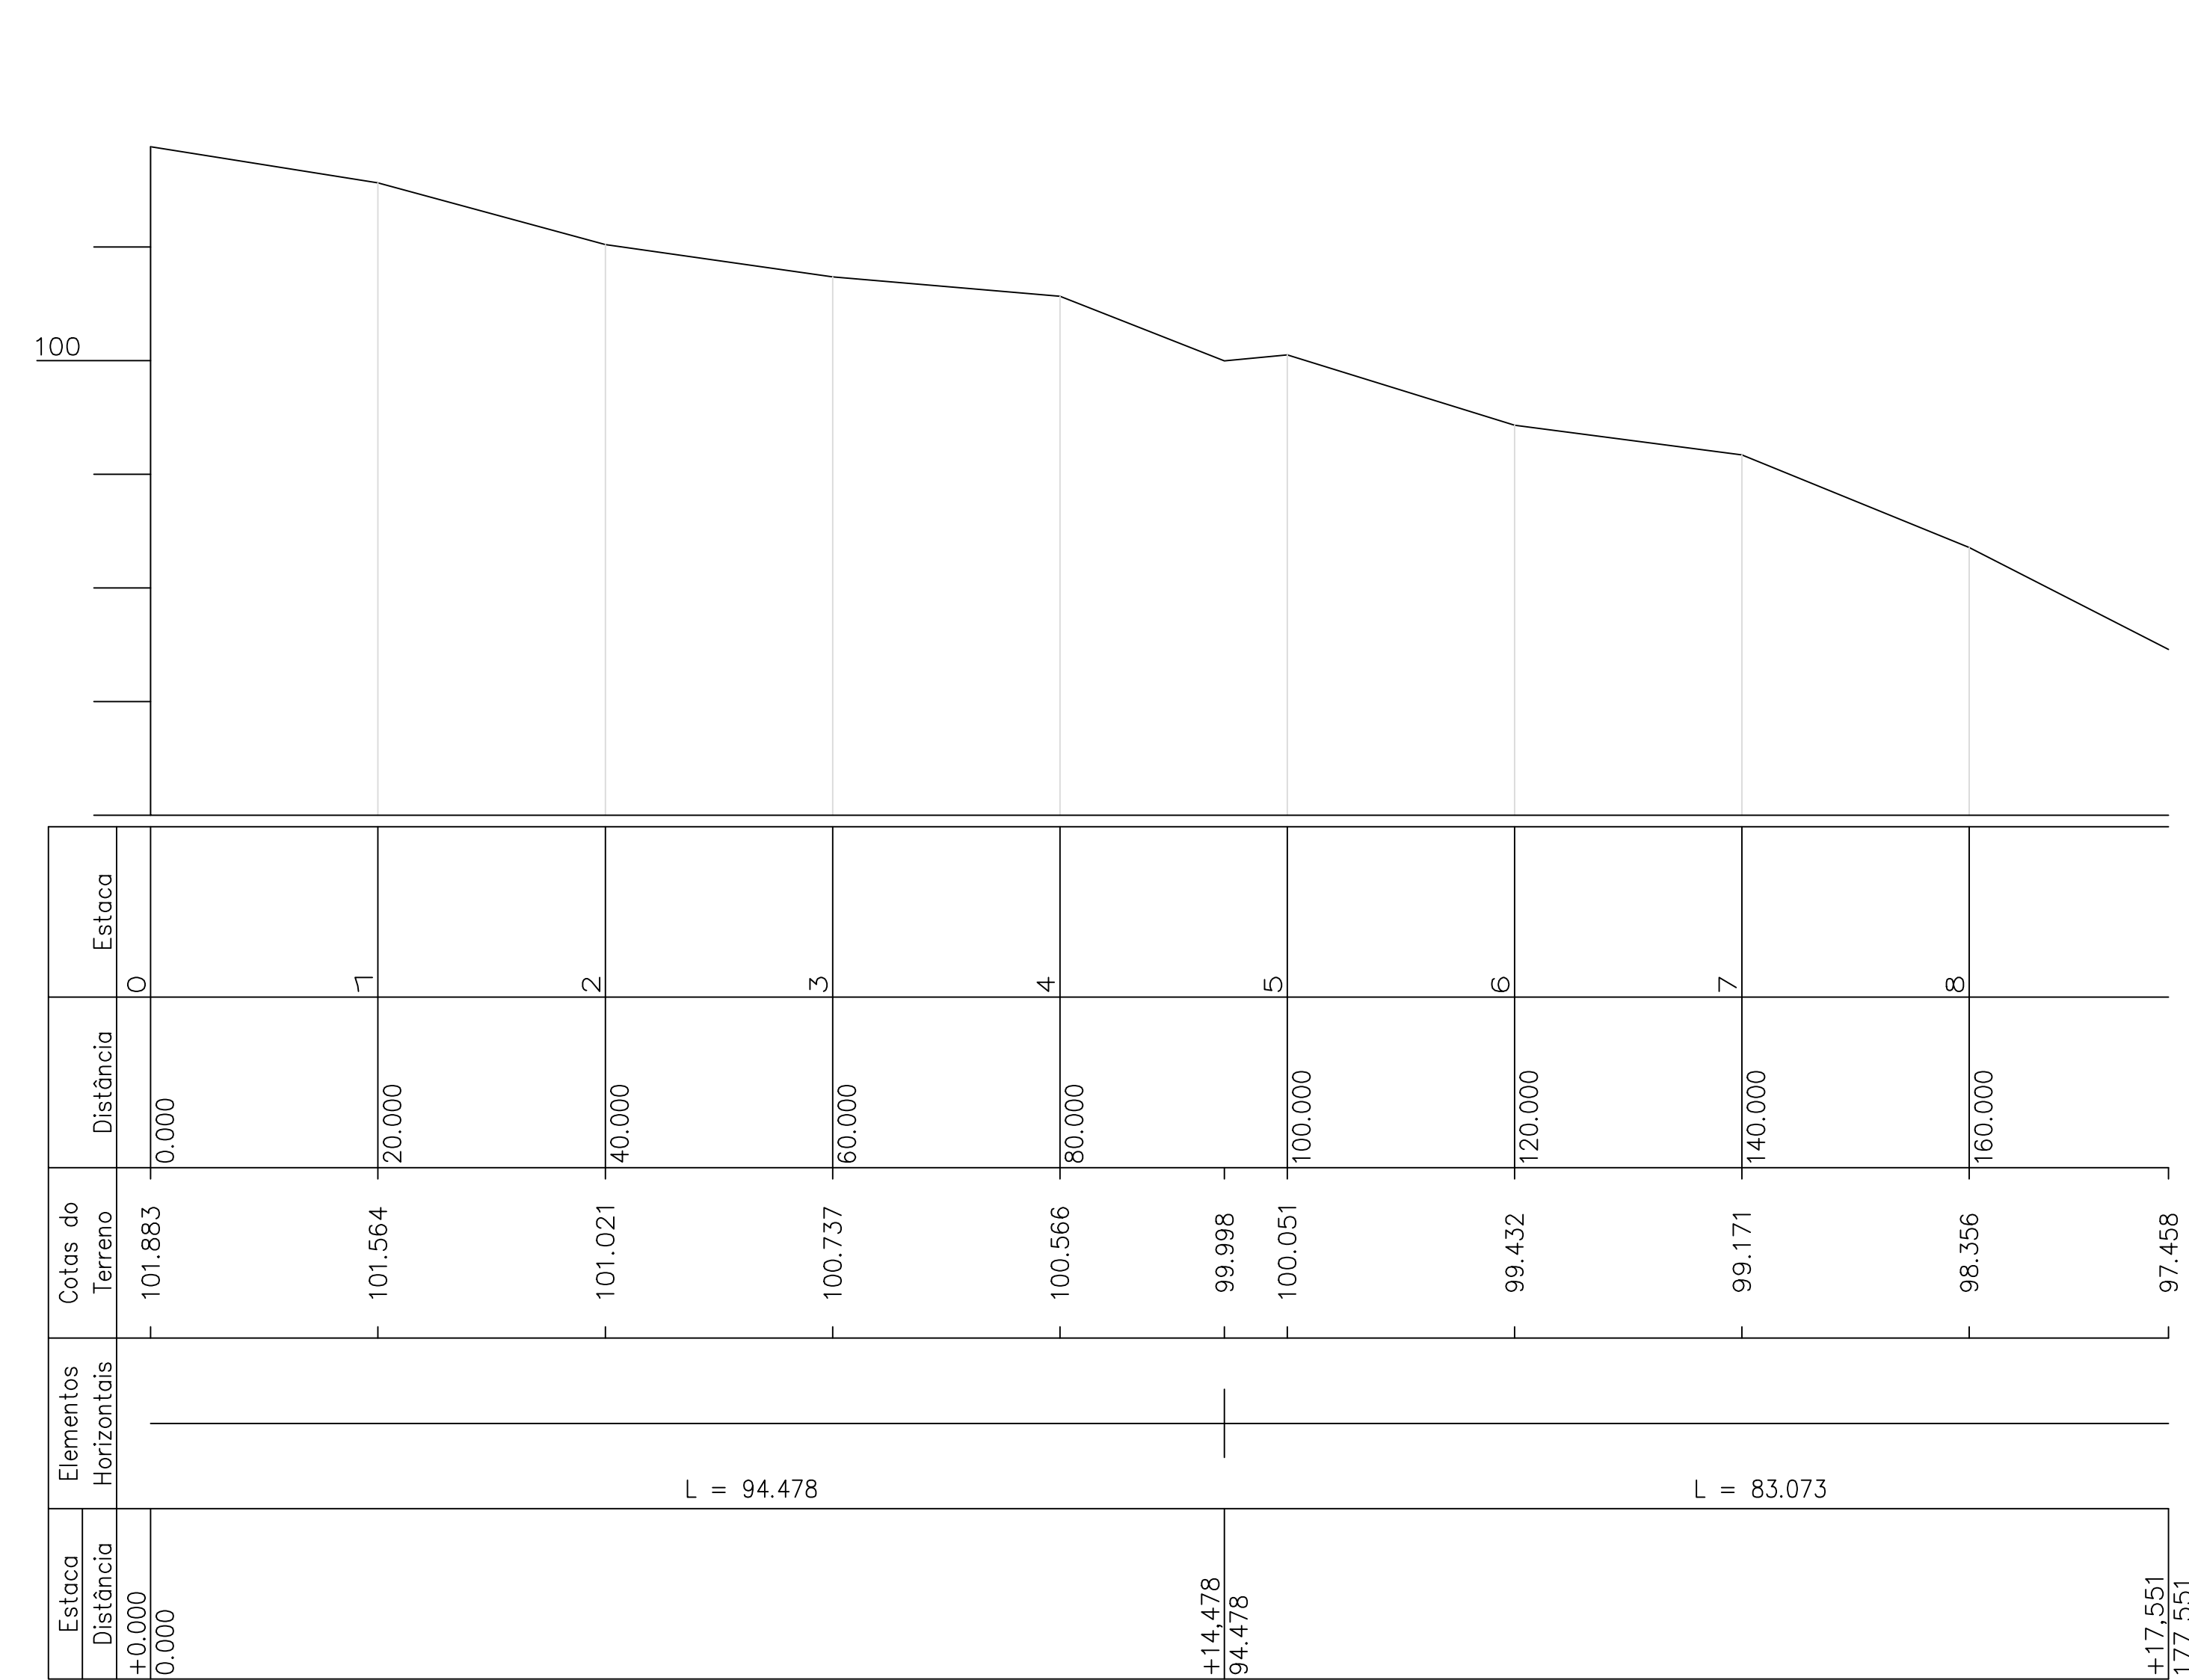 100
Estaca
0 1 2 3 4 5 6 7 8
Distância
0.000 20.000 40.000 60.000 80.000 100.000 120.000 140.000 160.000
Cotas do
Terreno
101.883 101.564 101.021 100.737 100.566 99.998 100.051 99.432 99.171 98.356 97.458
Elementos
Horizontais
L = 94.478 L = 83.073
Estaca
Distância
+0.000 +14,478 +17,551
0.000 94.478 177.551